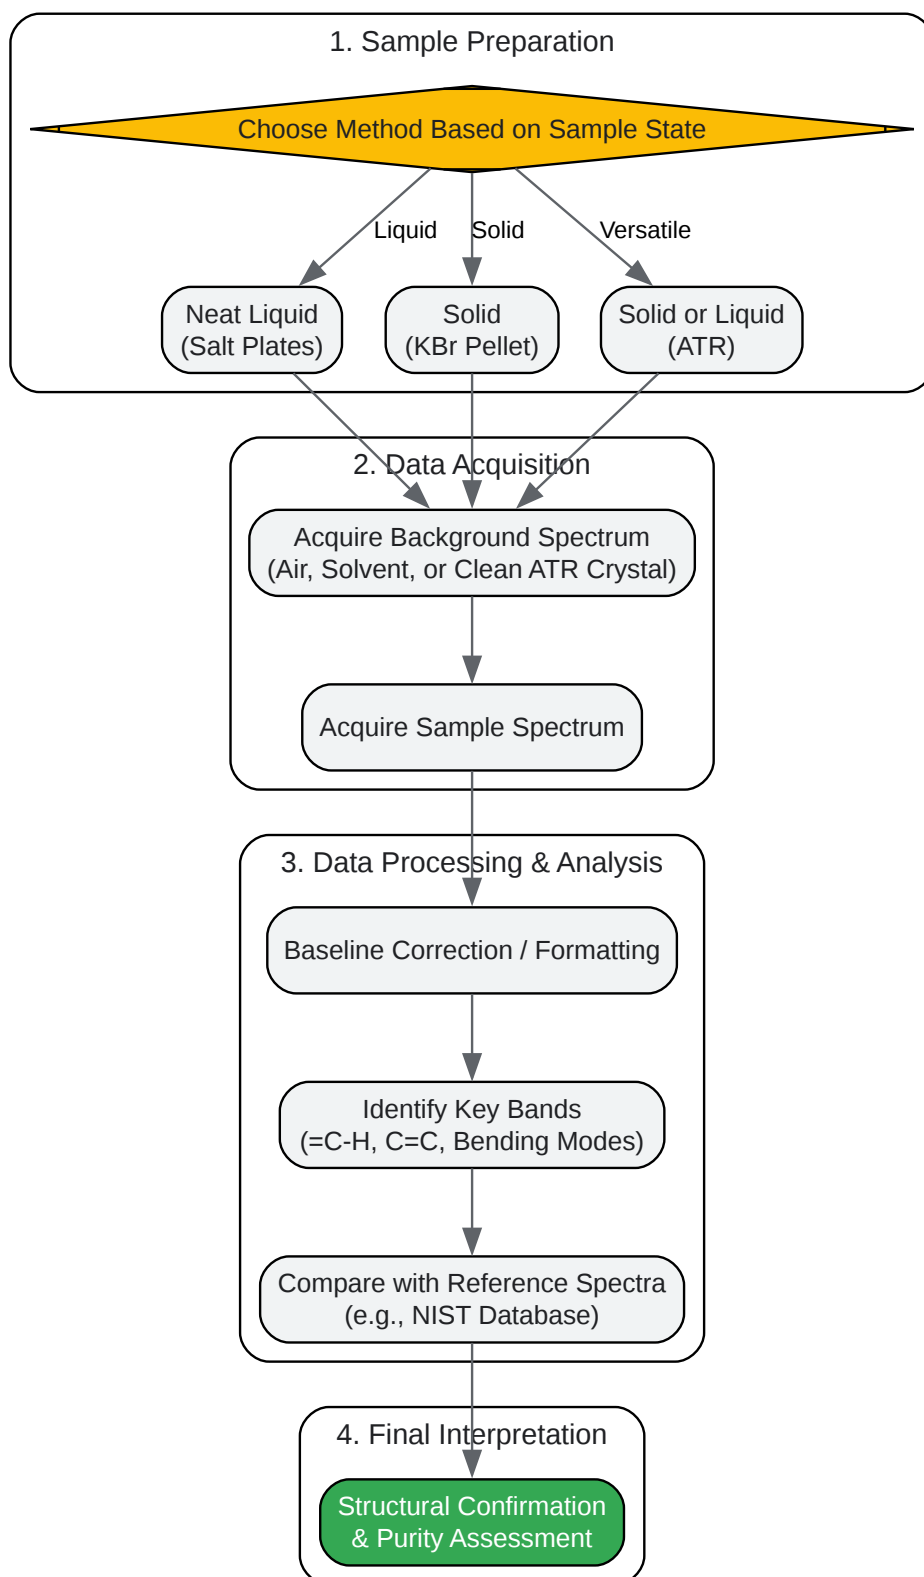 1. Sample Preparation
Choose Method Based on Sample State
Liquid
Solid
Versatile
Neat Liquid
(Salt Plates)
Solid
(KBr Pellet)
Solid or Liquid
(ATR)
2. Data Acquisition
Acquire Background Spectrum
(Air, Solvent, or Clean ATR Crystal)
Acquire Sample Spectrum
3. Data Processing & Analysis
Baseline Correction / Formatting
Identify Key Bands
(=C-H, C=C, Bending Modes)
Compare with Reference Spectra
(e.g., NIST Database)
4. Final Interpretation
Structural Confirmation
& Purity Assessment